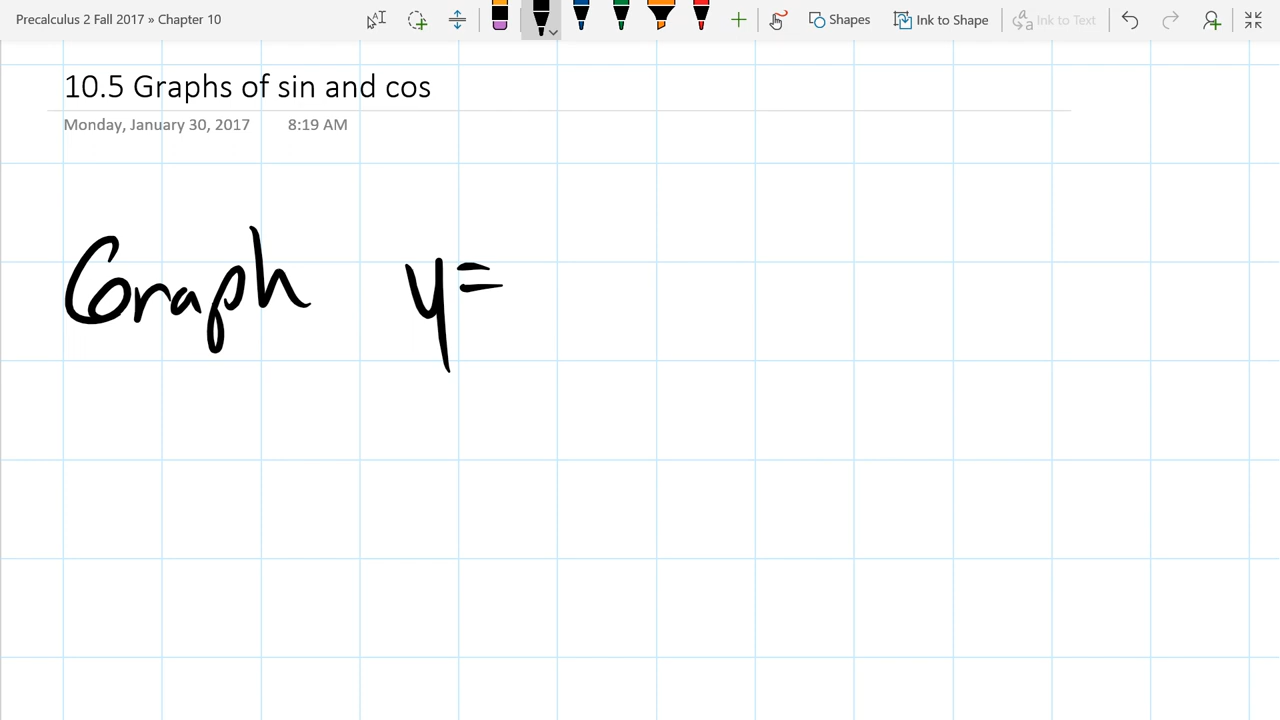 Precalculus 2 Fall 2017 » Chapter 10
Shapes
Ink to Shape
Ink to Text
10.5 Graphs of sin and cos
Monday, January 30, 2017 8:19 AM
Graph y=